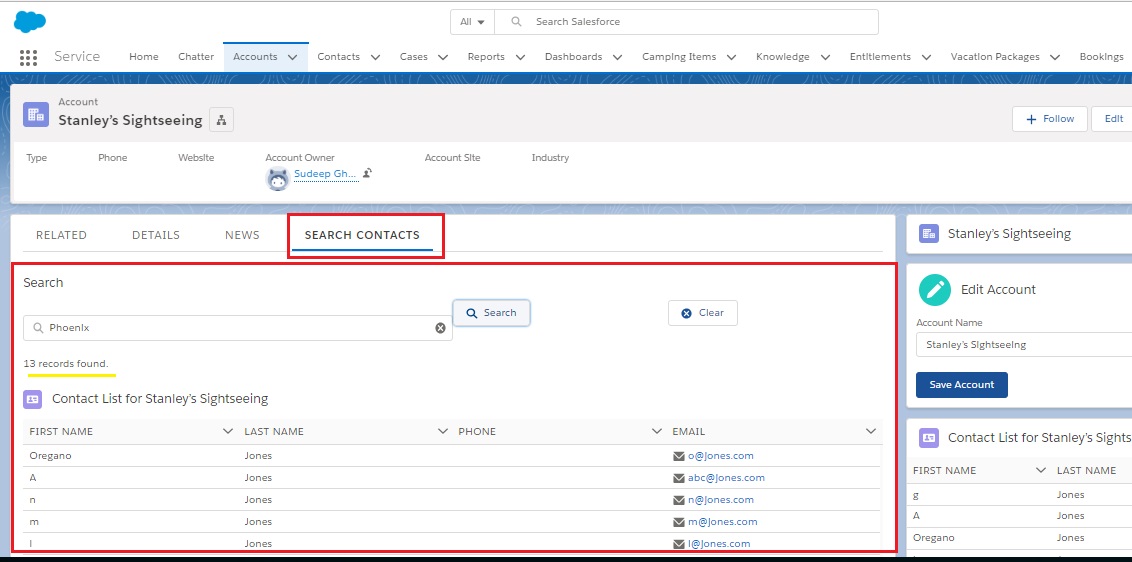 All
Search Salesforce
Service
Home
Chatter
Accounts
Contacts
Cases
Reports
Dashboards
Camping Items
Knowledge
Entitlements
Vacation Packages
Bookings
Account
Stanley's Sightseeing
Follow
Edit
Type
Phone
Website
Account Owner
Account Site
Industry
Sudeep Gh...
RELATED
DETAILS
NEWS
SEARCH CONTACTS
Stanley's Sightseeing
Search
Search
Clear
Phoenix
13 records found.
Contact List for Stanley's Sightseeing
FIRST NAME LAST NAME PHONE EMAIL
Oregano Jones o@jones.com
A Jones abc@jones.com
n Jones n@jones.com
m Jones m@jones.com
l Jones l@jones.com
Edit Account
Account Name
Stanley's Sightseeing
Save Account
Contact List for Stanley's Sights
FIRST NAME LAST NAME
g Jones
A Jones
Oregano Jones